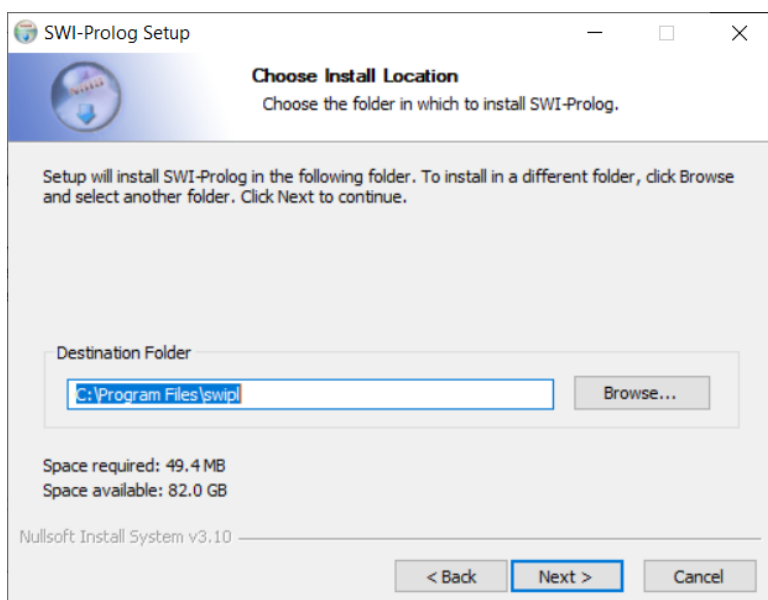 SWI-Prolog Setup
Choose Install Location
Choose the folder in which to install SWI-Prolog.
Setup will install SWI-Prolog in the following folder. To install in a different folder, click Browse
and select another folder. Click Next to continue.
Destination Folder
C:\Program Files\swipl
Browse...
Space required: 49.4 MB
Space available: 82.0 GB
Nullsoft Install System v3.10
< Back
Next >
Cancel